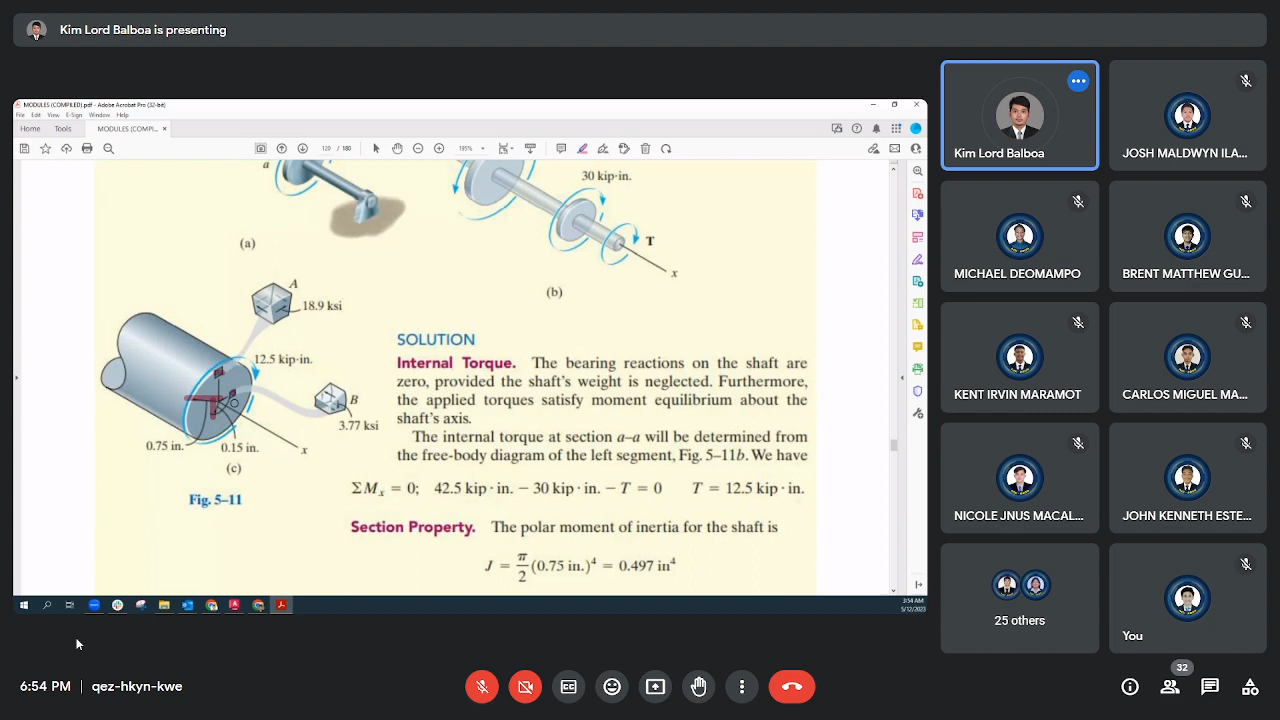 Kim Lord Balboa is presenting
MODULES (COMPILED).pdf - Adobe Acrobat Pro (32-bit)
File Edit View E-Sign Window Help
Home Tools MODULES (COMPI... ×
120 / 180 195%
a
30 kip·in.
T
x
(a)
(b)
A
18.9 ksi
12.5 kip·in.
B
3.77 ksi
0.75 in.
0.15 in.
x
(c)
Fig. 5–11
SOLUTION
Internal Torque. The bearing reactions on the shaft are
zero, provided the shaft's weight is neglected. Furthermore,
the applied torques satisfy moment equilibrium about the
shaft's axis.
The internal torque at section a–a will be determined from
the free-body diagram of the left segment, Fig. 5–11b. We have
ΣMx = 0; 42.5 kip · in. − 30 kip · in. − T = 0 T = 12.5 kip · in.
Section Property. The polar moment of inertia for the shaft is
J = π/2 (0.75 in.)⁴ = 0.497 in⁴
3:54 AM
5/12/2023
Kim Lord Balboa
JOSH MALDWYN ILA...
MICHAEL DEOMAMPO
BRENT MATTHEW GU...
KENT IRVIN MARAMOT
CARLOS MIGUEL MA...
NICOLE JNUS MACAL...
JOHN KENNETH ESTE...
25 others
You
6:54 PM | qez-hkyn-kwe
32